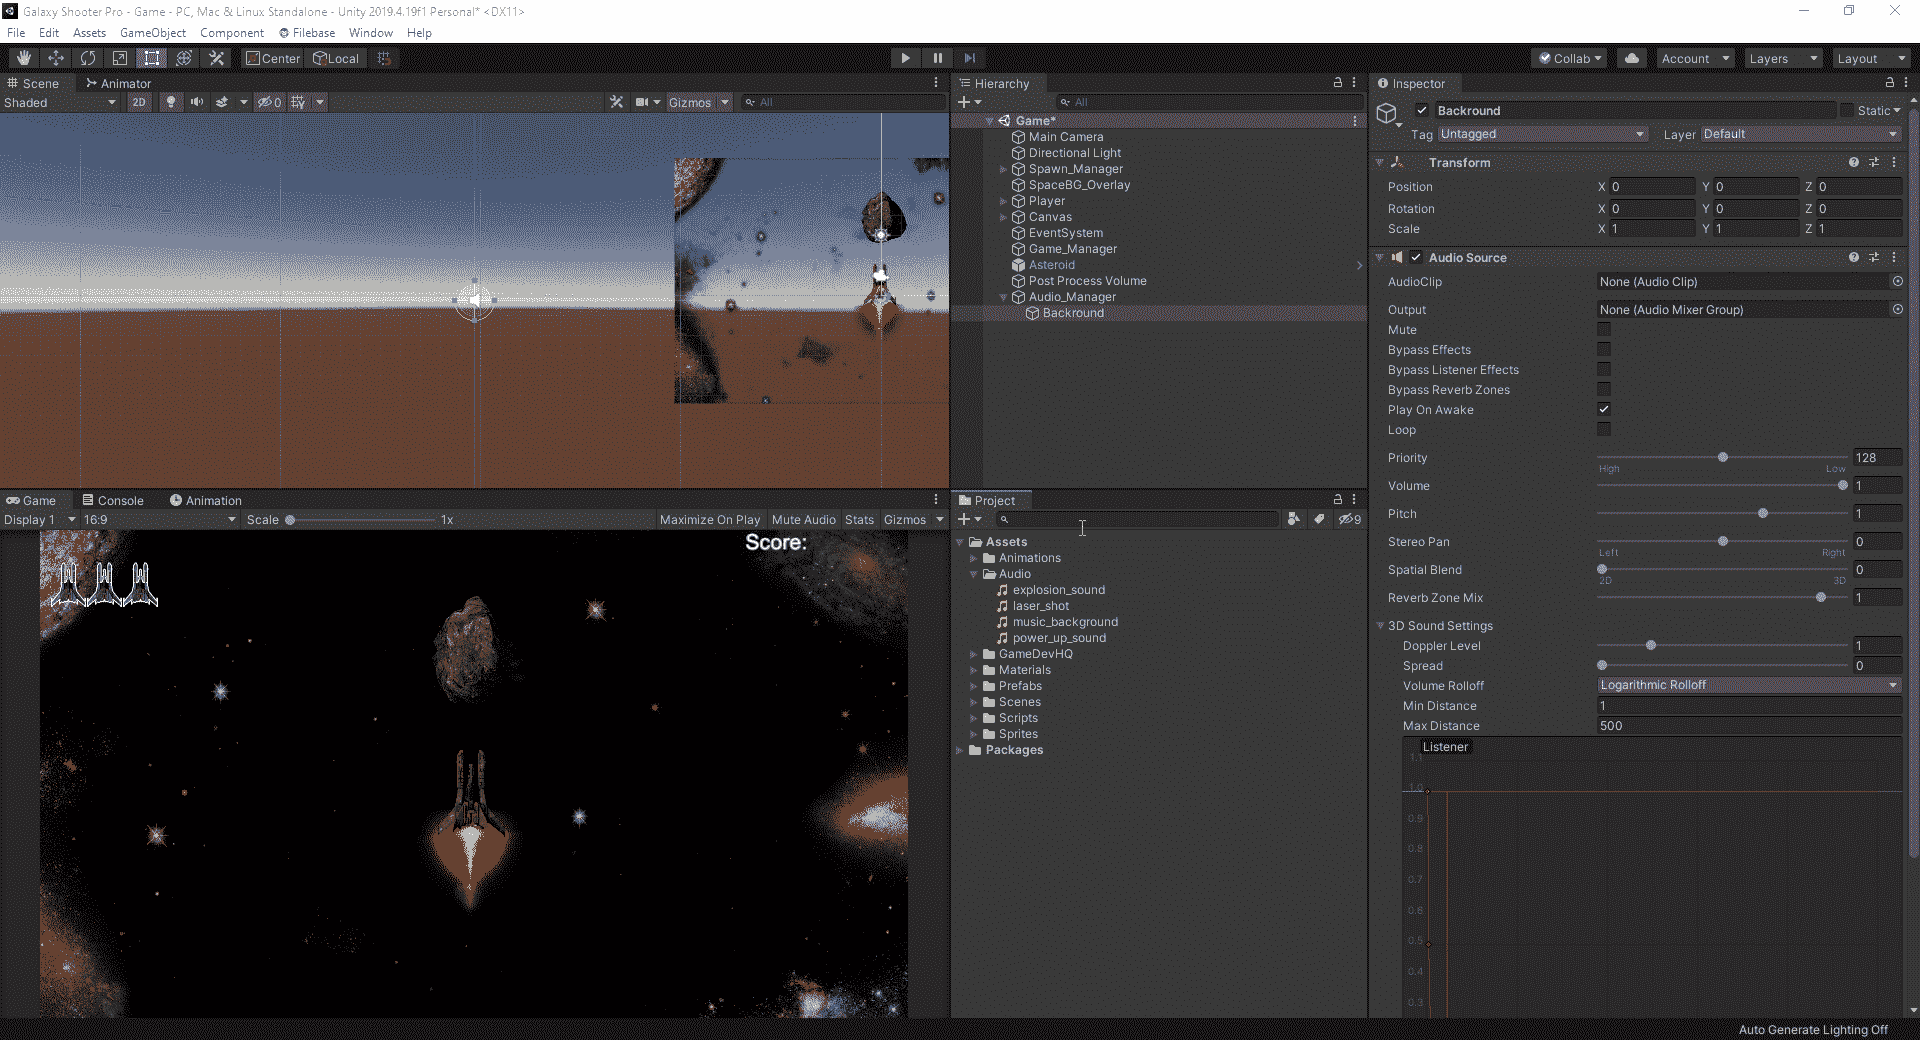 Galaxy Shooter Pro - Game - PC, Mac & Linux Standalone - Unity 2019.4.19f1 Personal* <DX11>
File Edit Assets GameObject Component Filebase Window Help
Center Local Collab Account Layers Layout
Scene Animator
Shaded 2D 0 Gizmos All
Hierarchy
All
Game*
Main Camera
Directional Light
Spawn_Manager
SpaceBG_Overlay
Player
Canvas
EventSystem
Game_Manager
Asteroid
Post Process Volume
Audio_Manager
Backround
Game Console Animation
Display 1 16:9 Scale 1x Maximize On Play Mute Audio Stats Gizmos
Score:
Project
9
Assets
Animations
Audio
explosion_sound
laser_shot
music_background
power_up_sound
GameDevHQ
Materials
Prefabs
Scenes
Scripts
Sprites
Packages
Inspector
Backround Static
Tag Untagged Layer Default
Transform
Position X 0 Y 0 Z 0
Rotation X 0 Y 0 Z 0
Scale X 1 Y 1 Z 1
Audio Source
AudioClip None (Audio Clip)
Output None (Audio Mixer Group)
Mute
Bypass Effects
Bypass Listener Effects
Bypass Reverb Zones
Play On Awake
Loop
Priority 128
High Low
Volume 1
Pitch 1
Stereo Pan 0
Left Right
Spatial Blend 0
2D 3D
Reverb Zone Mix 1
3D Sound Settings
Doppler Level 1
Spread 0
Volume Rolloff Logarithmic Rolloff
Min Distance 1
Max Distance 500
Listener
1.1
1.0
0.9
0.8
0.7
0.6
0.5
0.4
0.3
Auto Generate Lighting Off